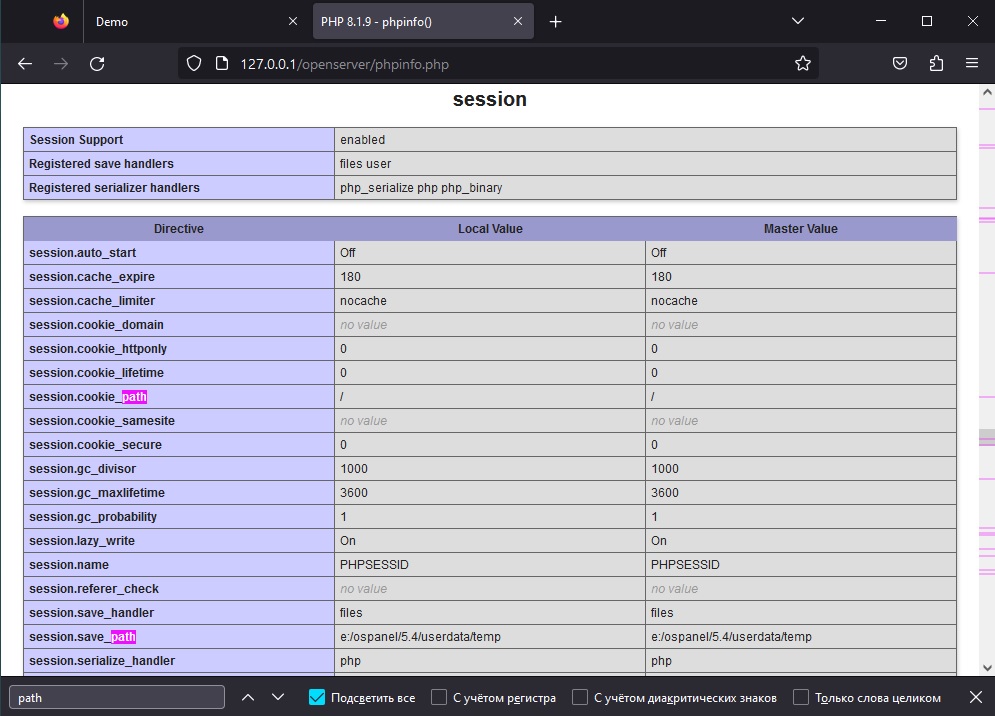 Demo
PHP 8.1.9 - phpinfo()
127.0.0.1/openserver/phpinfo.php
session
Session Support enabled
Registered save handlers files user
Registered serializer handlers php_serialize php php_binary
Directive Local Value Master Value
session.auto_start Off Off
session.cache_expire 180 180
session.cache_limiter nocache nocache
session.cookie_domain no value no value
session.cookie_httponly 0 0
session.cookie_lifetime 0 0
session.cookie_path / /
session.cookie_samesite no value no value
session.cookie_secure 0 0
session.gc_divisor 1000 1000
session.gc_maxlifetime 3600 3600
session.gc_probability 1 1
session.lazy_write On On
session.name PHPSESSID PHPSESSID
session.referer_check no value no value
session.save_handler files files
session.save_path e:/ospanel/5.4/userdata/temp e:/ospanel/5.4/userdata/temp
session.serialize_handler php php
path Подсветить все С учётом регистра С учётом диакритических знаков Только слова целиком